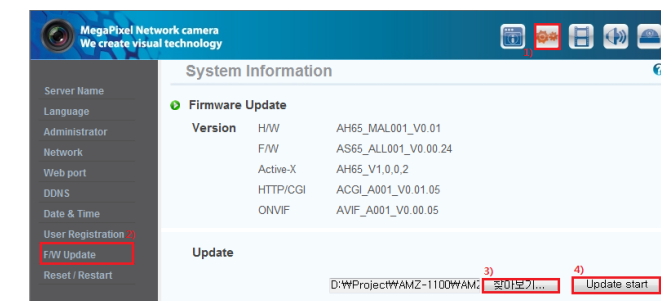 MegaPixel Network camera
We create visual technology
1)
System Information
Server Name
Language
Administrator
Network
Web port
DDNS
Date & Time
User Registration 2)
F/W Update
Reset / Restart
Firmware Update
Version H/W AH65_MAL001_V0.01
F/W AS65_ALL001_V0.00.24
Active-X AH65_V1,0,0,2
HTTP/CGI ACGI_A001_V0.01.05
ONVIF AVIF_A001_V0.00.05
Update
3) 4)
D:₩Project₩AMZ-1100₩AMZ 찾아보기... Update start